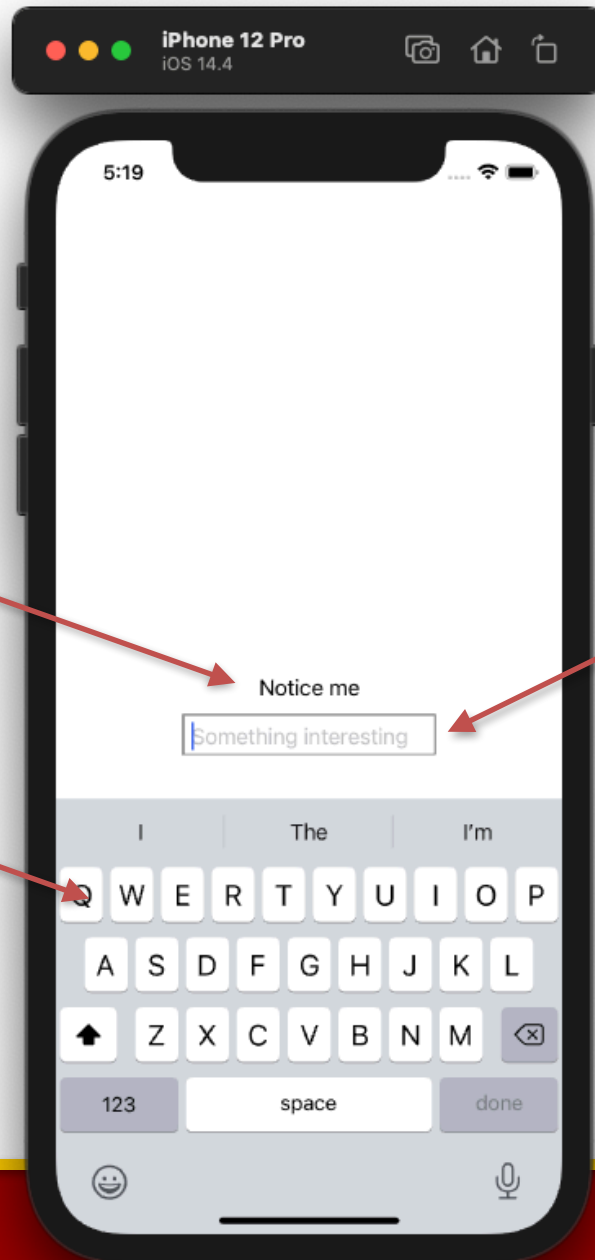 iPhone 12 Pro
iOS 14.4
5:19
Notice me
Something interesting
I The I'm
Q W E R T Y U I O P
A S D F G H J K L
Z X C V B N M
123 space done